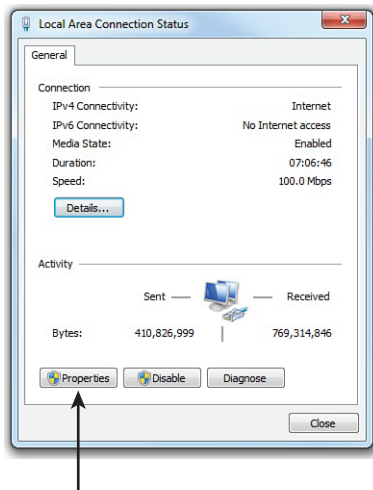 Local Area Connection Status
General
Connection
IPv4 Connectivity: Internet
IPv6 Connectivity: No Internet access
Media State: Enabled
Duration: 07:06:46
Speed: 100.0 Mbps
Details...
Activity
Sent Received
Bytes: 410,826,999 769,314,846
Properties Disable Diagnose
Close